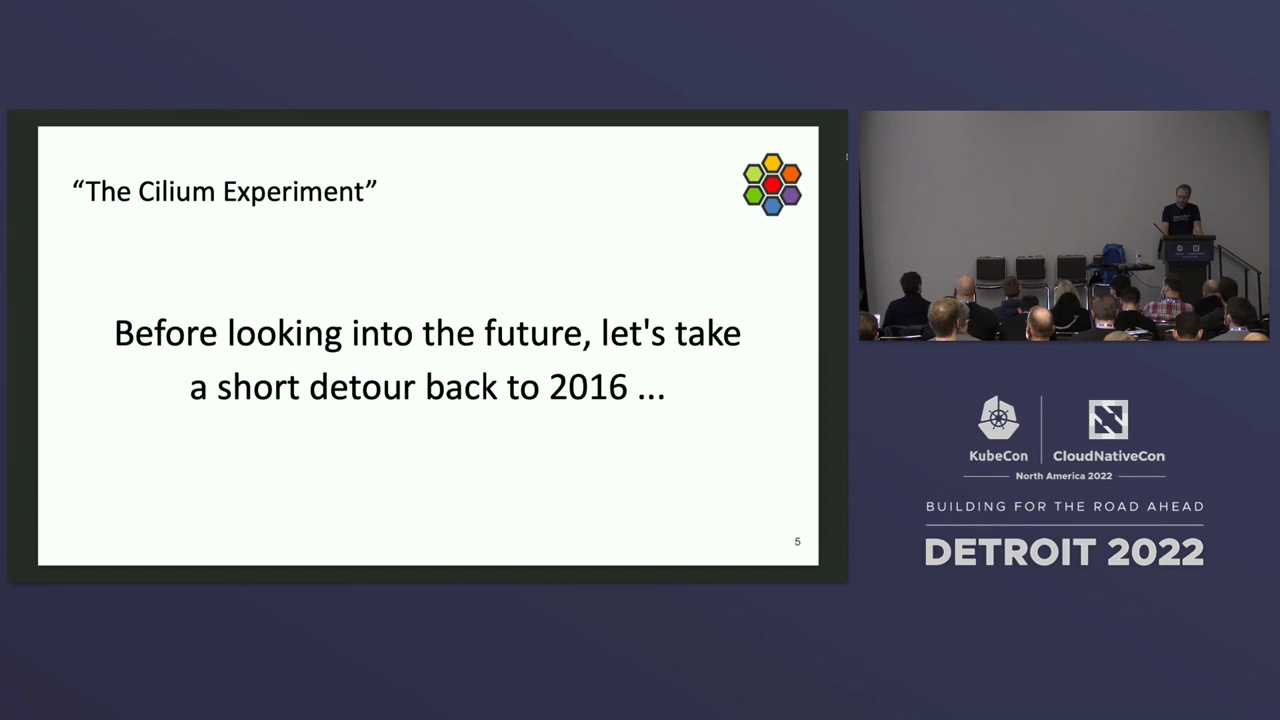 “The Cilium Experiment”
Before looking into the future, let's take
a short detour back to 2016 ...
5
KubeCon
CloudNativeCon
North America 2022
BUILDING FOR THE ROAD AHEAD
DETROIT 2022